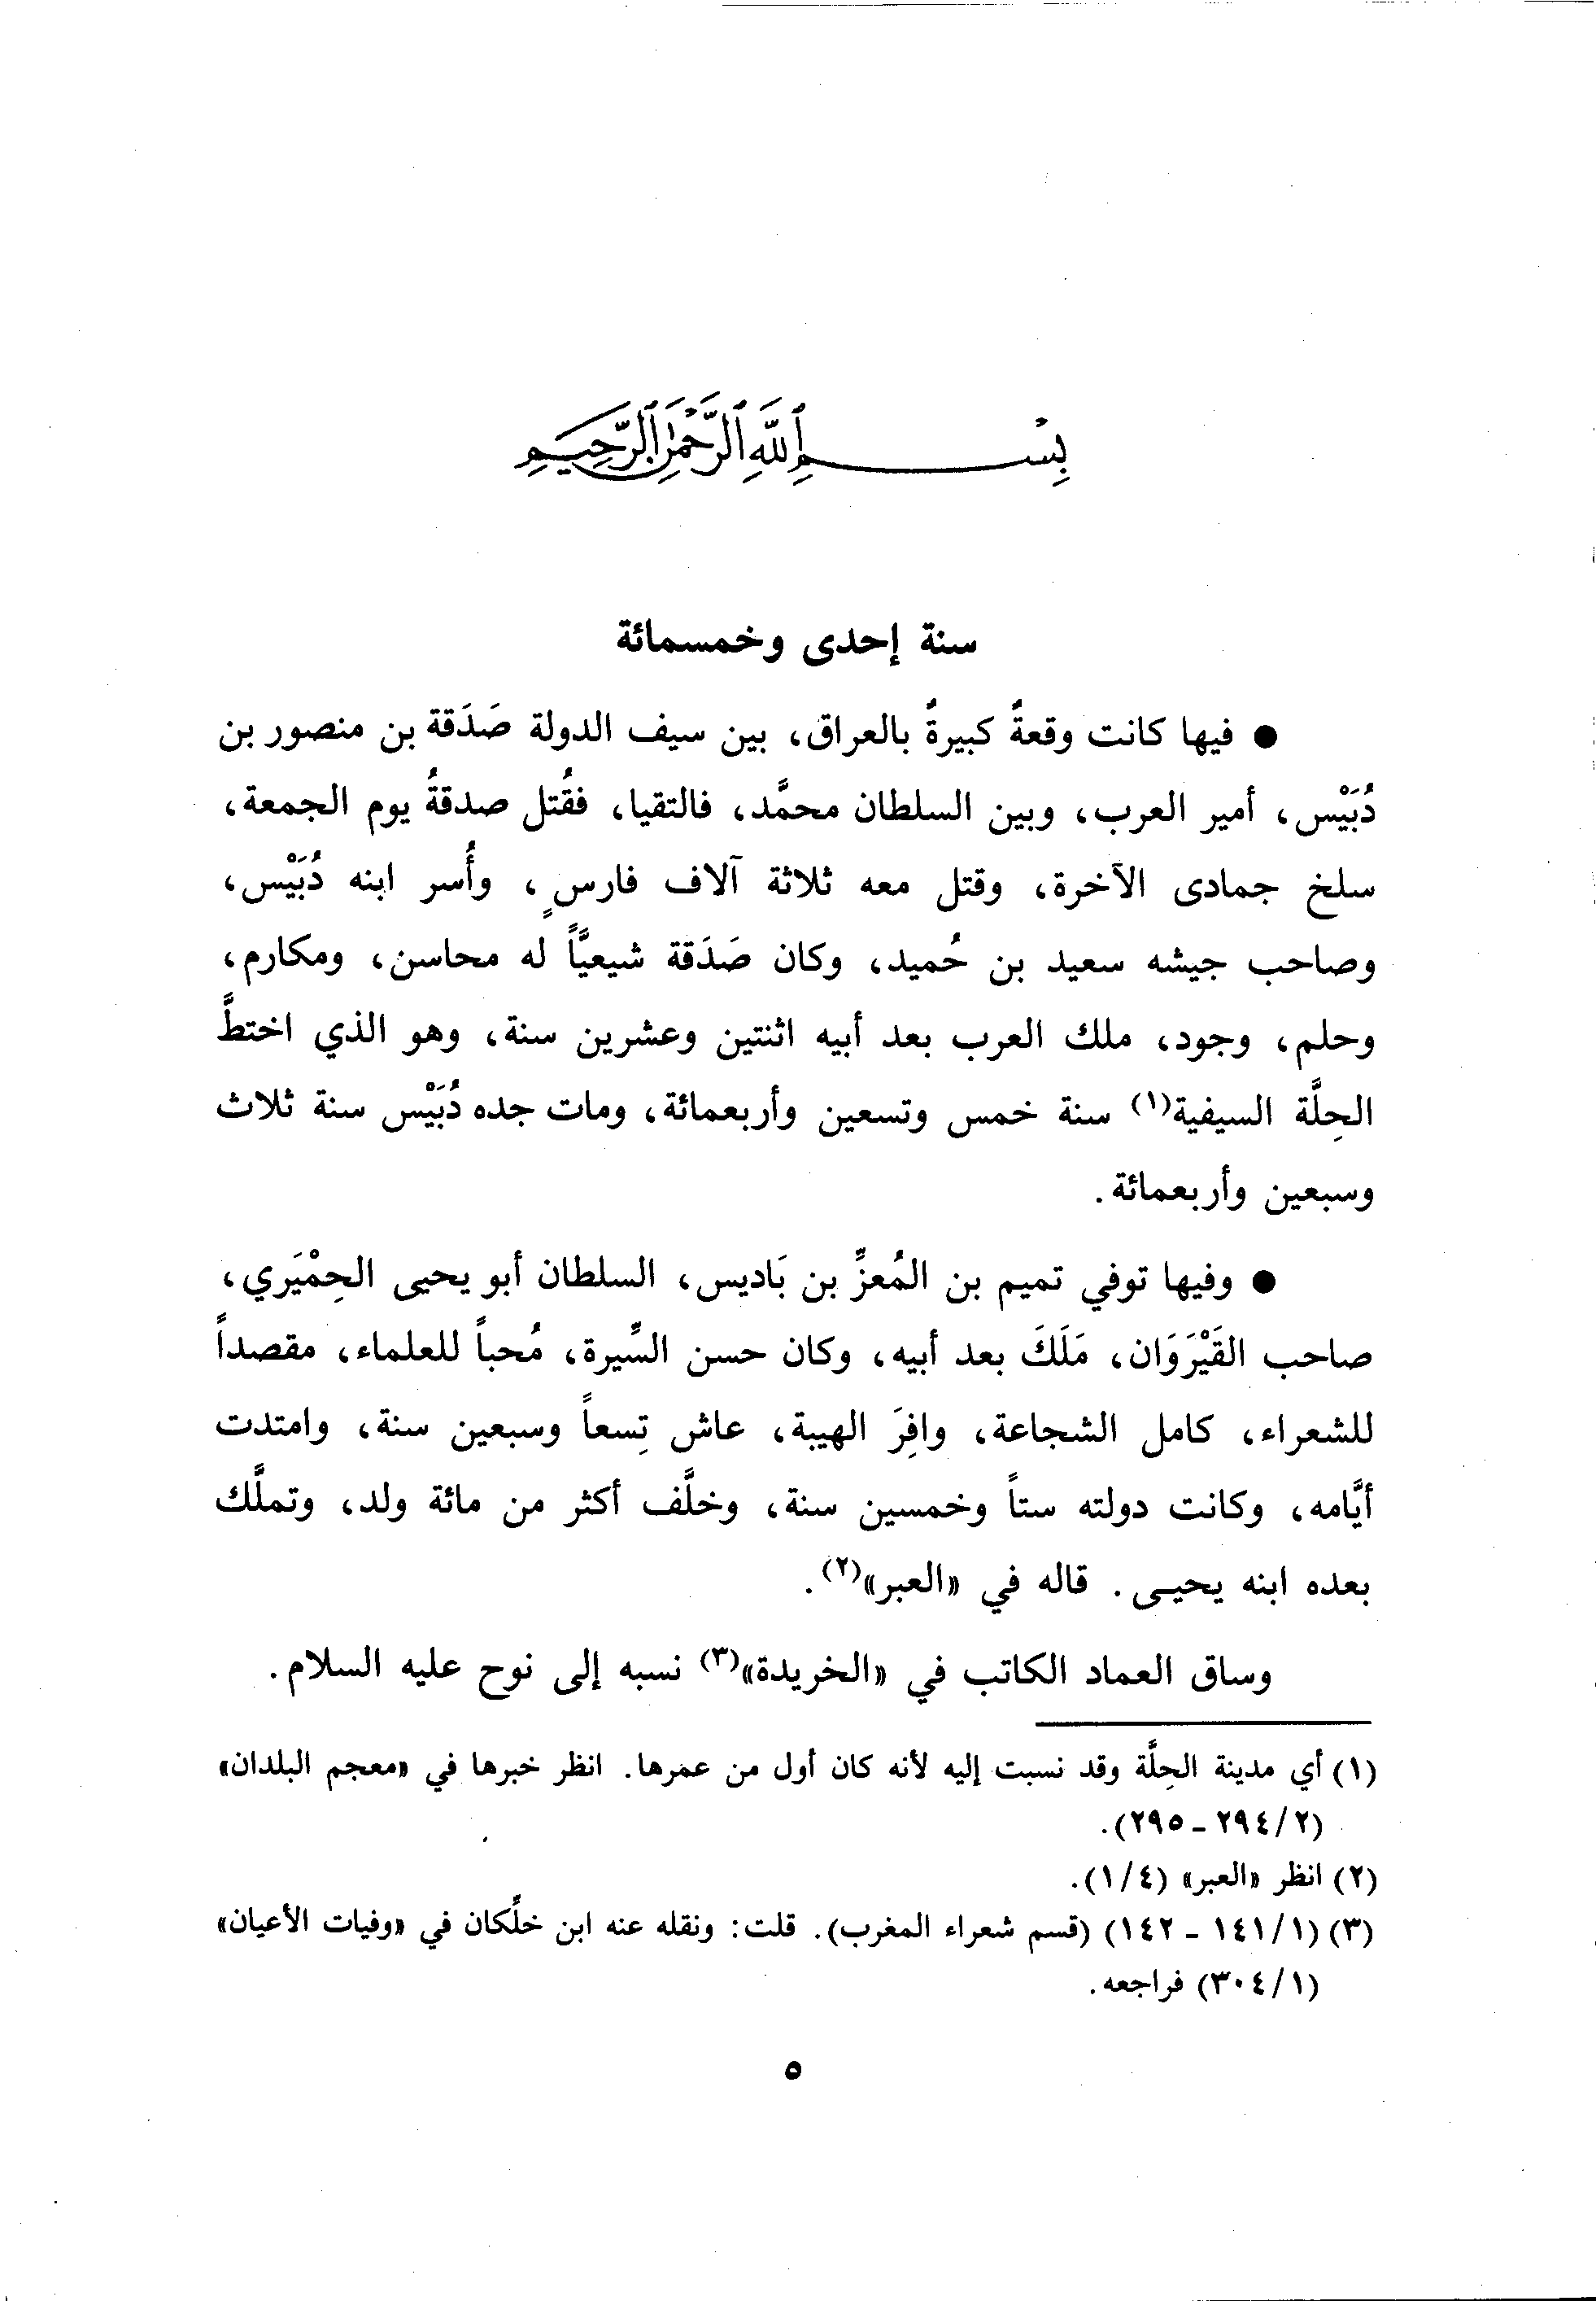 بِسْمِ ٱللَّهِ ٱلرَّحْمَٰنِ ٱلرَّحِيمِ
سنة إحدى وخمسمائة
● فيها كانت وقعةٌ كبيرةٌ بالعراق، بين سيف الدولة صَدَقة بن منصور بن
دُبَيْس، أمير العرب، وبين السلطان محمَّد، فالتقيا، فقُتل صدقةُ يوم الجمعة،
سلخ جمادى الآخرة، وقتل معه ثلاثة آلاف فارسٍ، وأُسر ابنه دُبَيْس،
وصاحب جيشه سعيد بن حُميد، وكان صَدَقة شيعيَّاً له محاسن، ومكارم،
وحلم، وجود، ملك العرب بعد أبيه اثنتين وعشرين سنة، وهو الذي اختطَّ
الحِلَّة السيفية(١) سنة خمس وتسعين وأربعمائة، ومات جده دُبَيْس سنة ثلاث
وسبعين وأربعمائة.
● وفيها توفي تميم بن المُعزِّ بن بَاديس، السلطان أبو يحيى الحِمْيَري،
صاحب القَيْرَوَان، مَلَكَ بعد أبيه، وكان حسن السِّيرة، مُحباً للعلماء، مقصداً
للشعراء، كامل الشجاعة، وافِرَ الهيبة، عاش تِسعاً وسبعين سنة، وامتدت
أيَّامه، وكانت دولته ستاً وخمسين سنة، وخلَّف أكثر من مائة ولد، وتملَّك
بعده ابنه يحيـى. قاله في «العبر»(٢).
وساق العماد الكاتب في «الخريدة»(٣) نسبه إلى نوح عليه السلام.
(١) أي مدينة الحِلَّة وقد نسبت إليه لأنه كان أول من عمرها. انظر خبرها في «معجم البلدان»
(٢/ ٢٩٤ - ٢٩٥).
(٢) انظر «العبر» (٤/ ١).
(٣) (١/ ١٤١ - ١٤٢) (قسم شعراء المغرب). قلت: ونقله عنه ابن خلِّكان في «وفيات الأعيان»
(١/ ٣٠٤) فراجعه.
٥